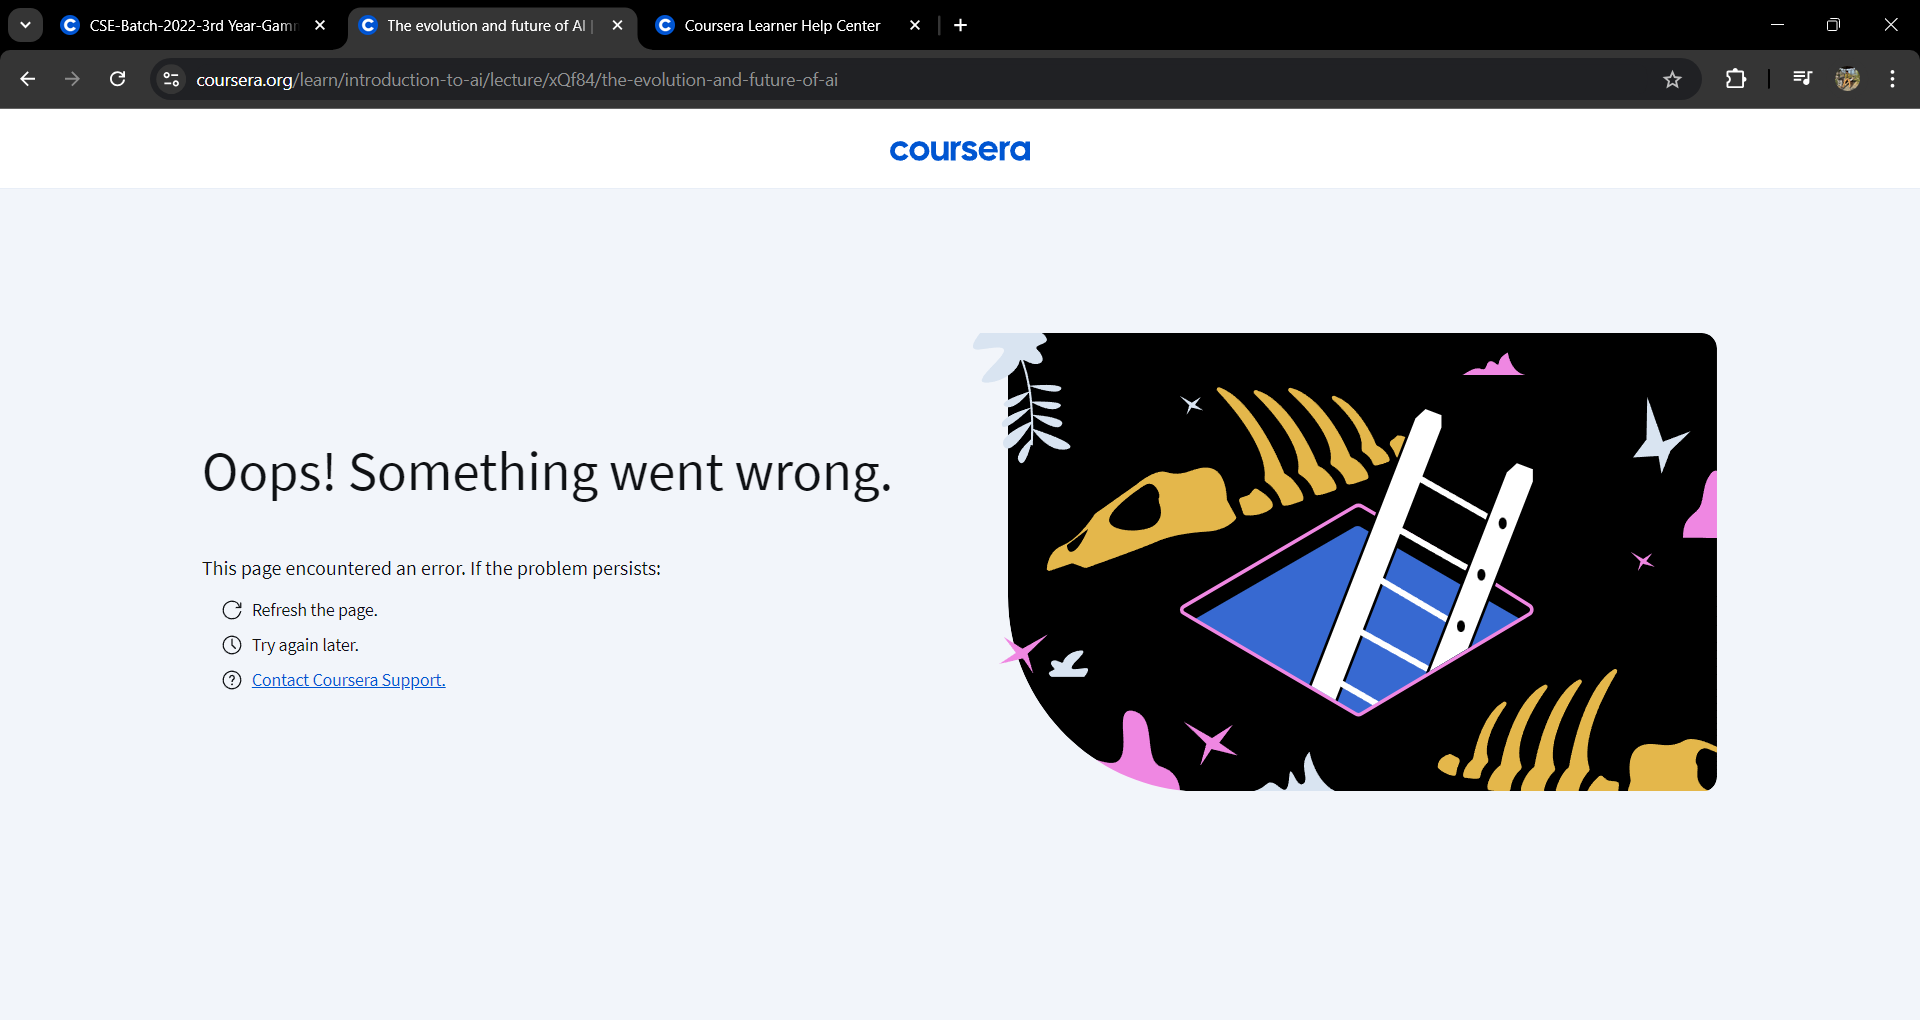 CSE-Batch-2022-3rd Year-Gam
The evolution and future of AI |
Coursera Learner Help Center
coursera.org/learn/introduction-to-ai/lecture/xQf84/the-evolution-and-future-of-ai
coursera
Oops! Something went wrong.
This page encountered an error. If the problem persists:
Refresh the page.
Try again later.
Contact Coursera Support.